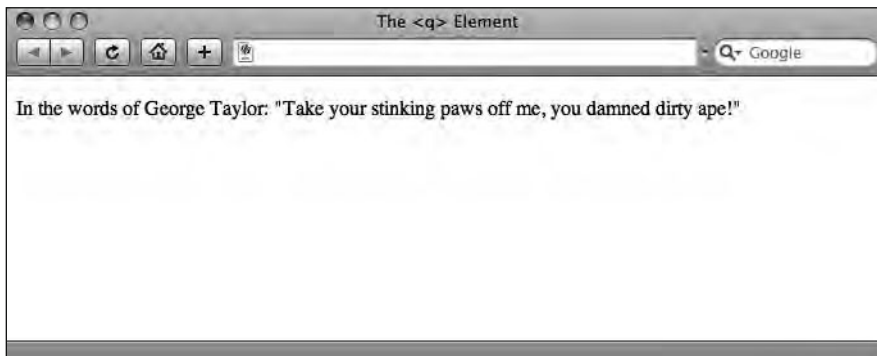 The <q> Element
Google
In the words of George Taylor: "Take your stinking paws off me, you damned dirty ape!"